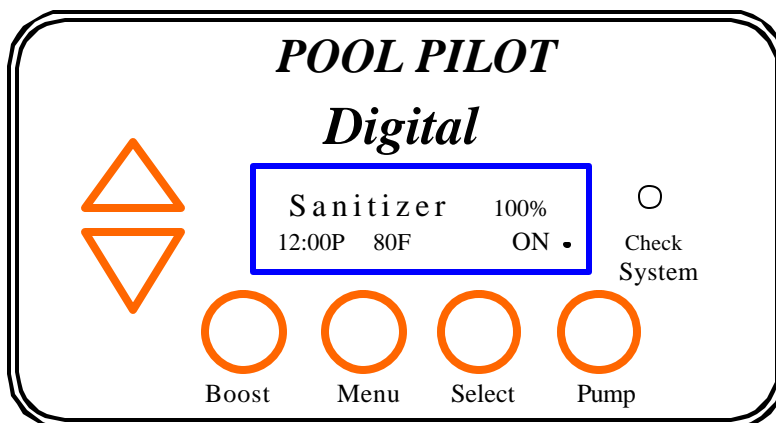 POOL PILOT
Digital
Sanitizer 100%
12:00P 80F ON
Check
System
Boost Menu Select Pump